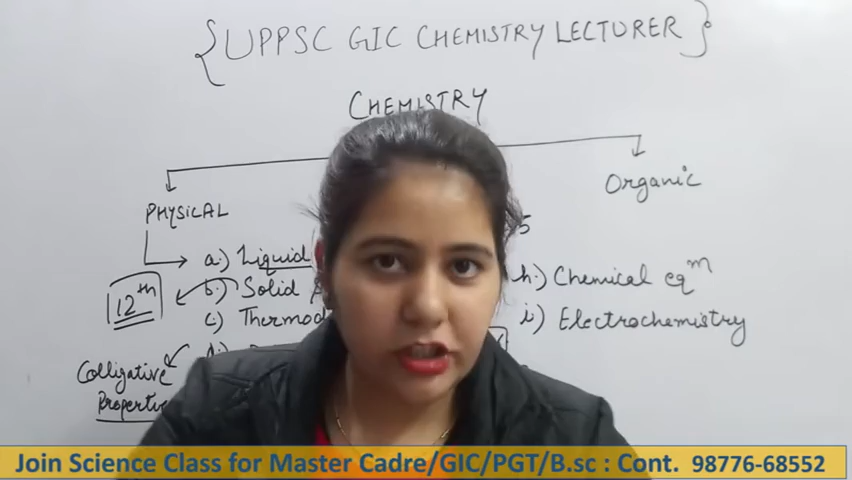 {UPPSC GIC CHEMISTRY LECTURER}
CHEMISTRY
PHYSICAL
Organic
a.) Liquid
b.) Solid
c.) Thermod
12th
Colligative
Properti
h.) Chemical eqm
i) Electrochemistry
Join Science Class for Master Cadre/GIC/PGT/B.sc : Cont. 98776-68552